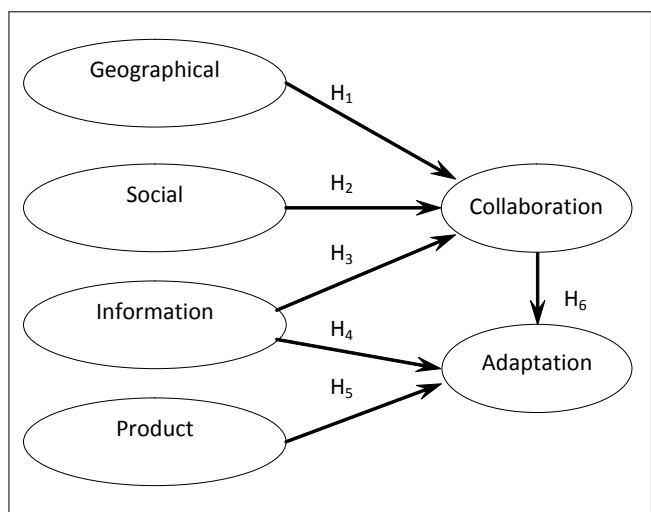 Geographical
H₁
Social
H₂
Collaboration
H₃
Information
H₄
H₆
Adaptation
H₅
Product